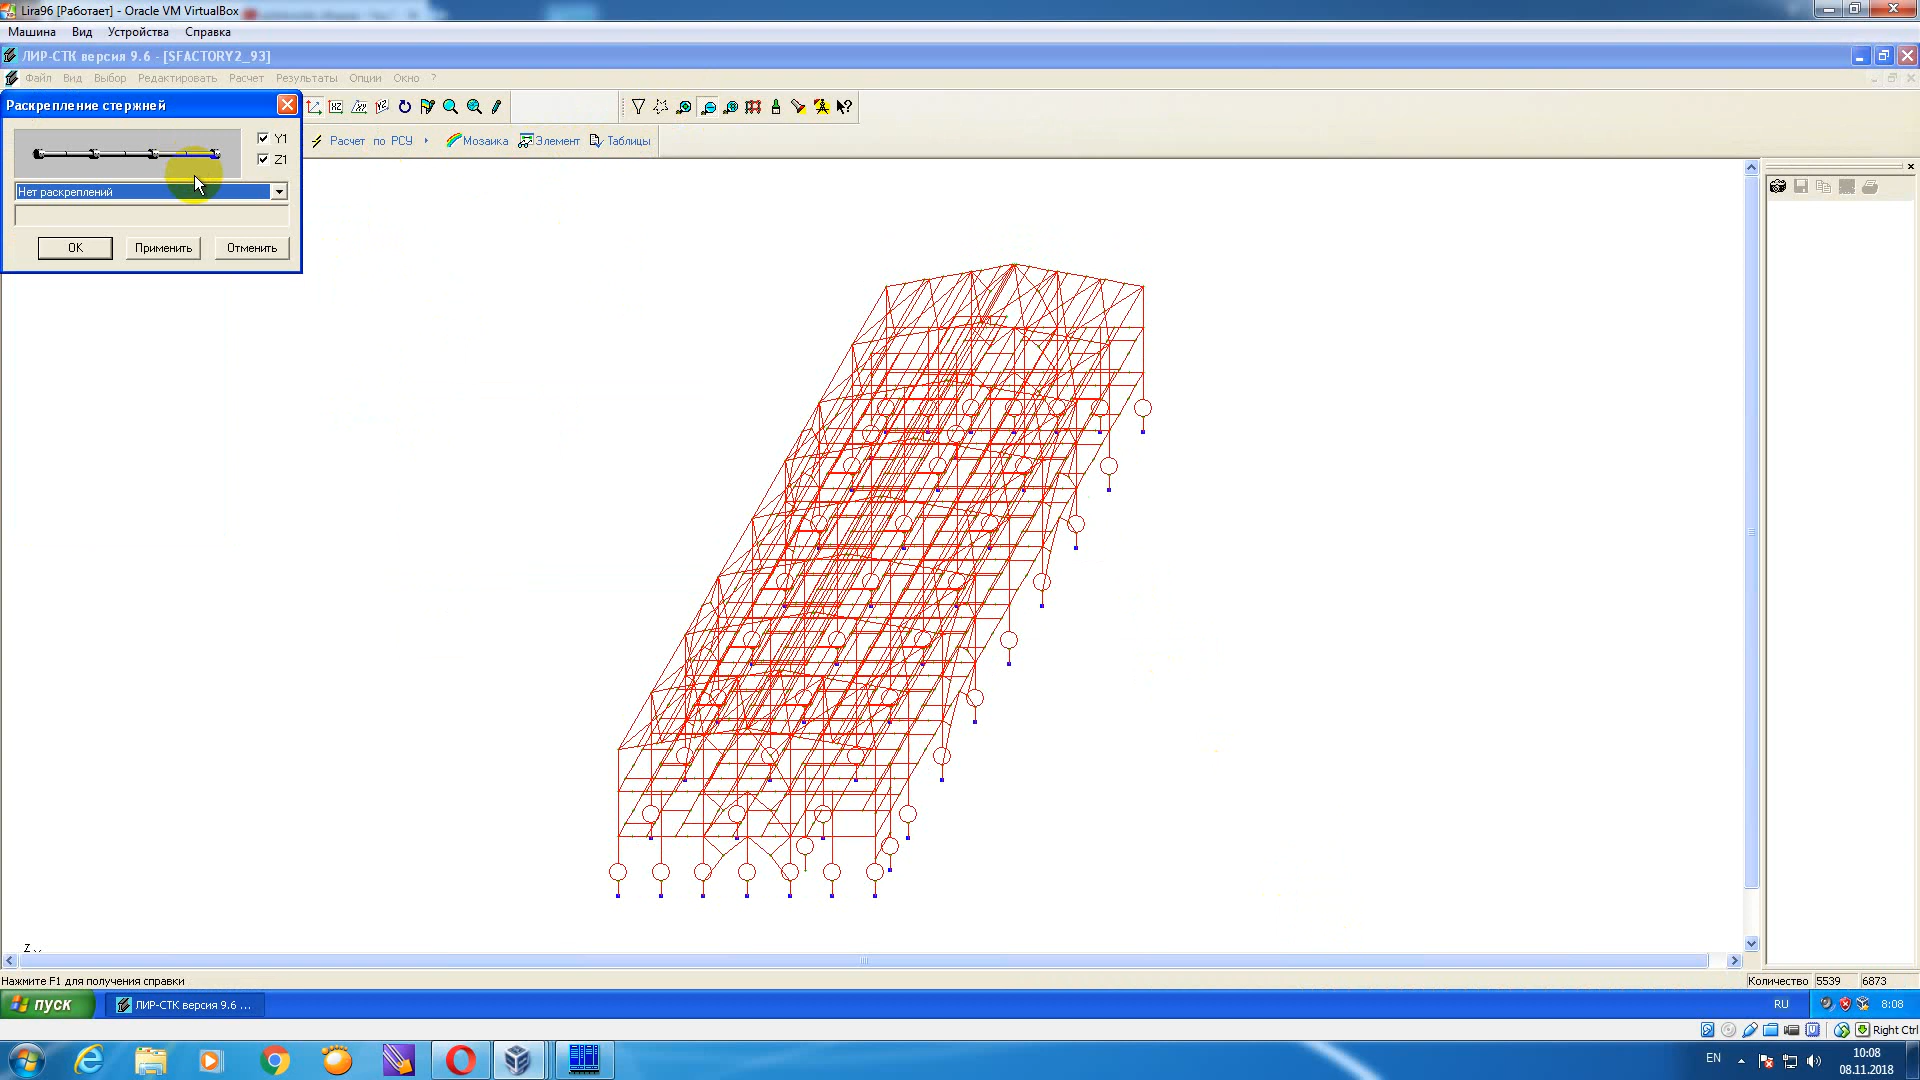 Lira96 [Работает] - Oracle VM VirtualBox
Машина Вид Устройства Справка
ЛИР-СТК версия 9.6 - [SFACTORY2_93]
Файл Вид Выбор Редактировать Расчет Результаты Опции Окно ?
Раскрепление стержней
Y1
Z1
Нет раскреплений
OK Применить Отменить
Расчет по РСУ Мозаика Элемент Таблицы
Z
Нажмите F1 для получения справки
Количество 5539 6873
пуск ЛИР-СТК версия 9.6 ... RU 8:08
Right Ctrl
EN 10:08
08.11.2018